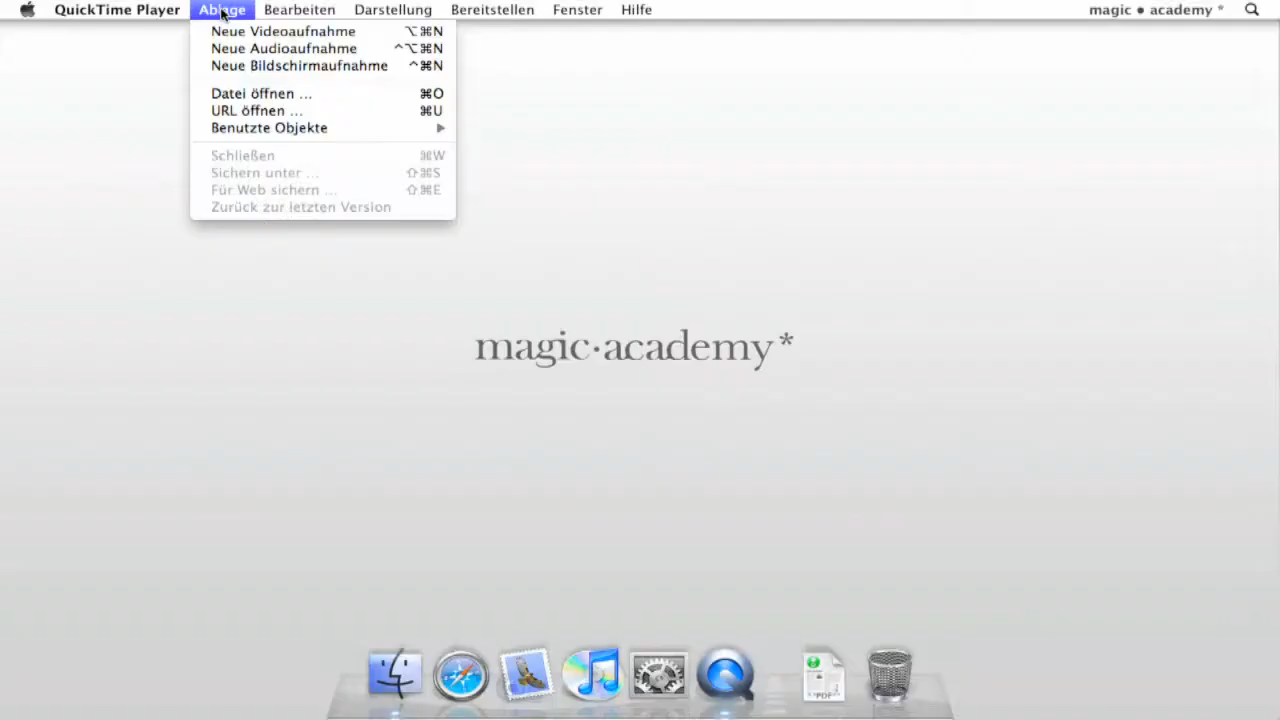 QuickTime Player Ablage Bearbeiten Darstellung Bereitstellen Fenster Hilfe magic ● academy *
Neue Videoaufnahme ⌥⌘N
Neue Audioaufnahme ^⌥⌘N
Neue Bildschirmaufnahme ^⌘N
Datei öffnen ... ⌘O
URL öffnen ... ⌘U
Benutzte Objekte
Schließen ⌘W
Sichern unter ... ⇧⌘S
Für Web sichern ... ⇧⌘E
Zurück zur letzten Version
magic·academy*
PDF